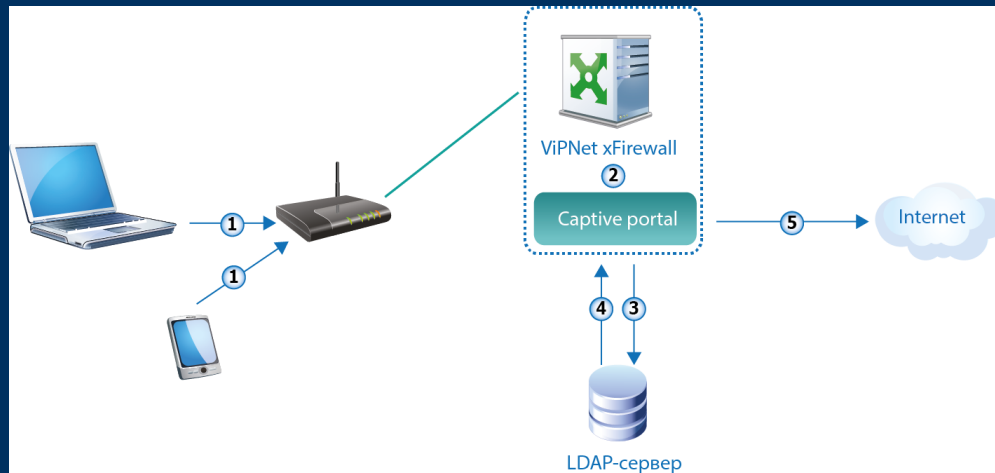 ViPNet xFirewall
2
Captive portal
1
5
Internet
1
4
3
LDAP-сервер